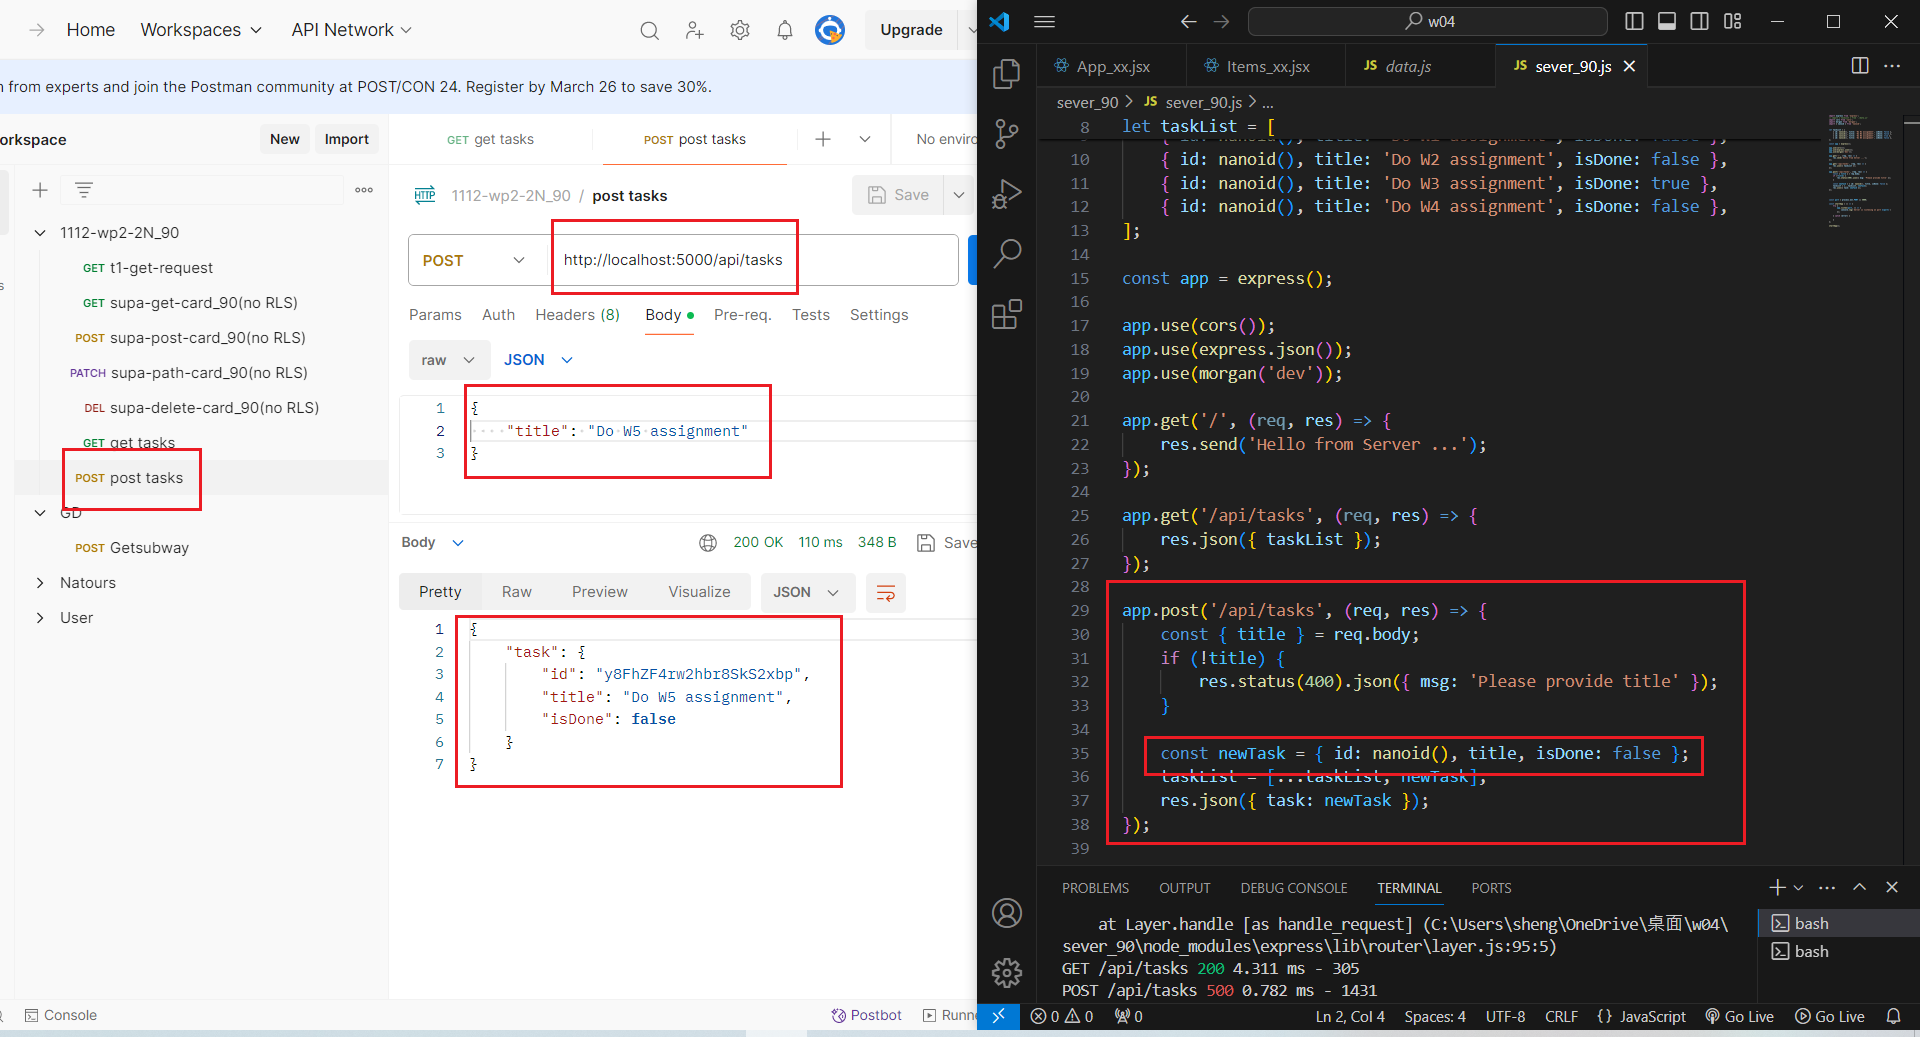 Home Workspaces API Network Upgrade
from experts and join the Postman community at POST/CON 24. Register by March 26 to save 30%.
orkspace New Import
GET get tasks POST post tasks No enviro
1112-wp2-2N_90 / post tasks Save
1112-wp2-2N_90
GET t1-get-request
GET supa-get-card_90(no RLS)
POST supa-post-card_90(no RLS)
PATCH supa-path-card_90(no RLS)
DEL supa-delete-card_90(no RLS)
GET get tasks
POST post tasks
GD
POST Getsubway
Natours
User
POST http://localhost:5000/api/tasks
Params Auth Headers (8) Body Pre-req. Tests Settings
raw JSON
1 {
2 "title": "Do W5 assignment"
3 }
Body 200 OK 110 ms 348 B Save
Pretty Raw Preview Visualize JSON
1 {
2 "task": {
3 "id": "y8FhZF4rw2hbr8SkS2xbp",
4 "title": "Do W5 assignment",
5 "isDone": false
6 }
7 }
Console Postbot Runn
w04
App_xx.jsx Items_xx.jsx JS data.js JS sever_90.js
sever_90 > JS sever_90.js > ...
8 let taskList = [
10 { id: nanoid(), title: 'Do W2 assignment', isDone: false },
11 { id: nanoid(), title: 'Do W3 assignment', isDone: true },
12 { id: nanoid(), title: 'Do W4 assignment', isDone: false },
13 ];
14
15 const app = express();
16
17 app.use(cors());
18 app.use(express.json());
19 app.use(morgan('dev'));
20
21 app.get('/', (req, res) => {
22 res.send('Hello from Server ...');
23 });
24
25 app.get('/api/tasks', (req, res) => {
26 res.json({ taskList });
27 });
28
29 app.post('/api/tasks', (req, res) => {
30 const { title } = req.body;
31 if (!title) {
32 res.status(400).json({ msg: 'Please provide title' });
33 }
34
35 const newTask = { id: nanoid(), title, isDone: false };
36 taskList = [...taskList, newTask];
37 res.json({ task: newTask });
38 });
39
PROBLEMS OUTPUT DEBUG CONSOLE TERMINAL PORTS
at Layer.handle [as handle_request] (C:\Users\sheng\OneDrive\桌面\w04\
sever_90\node_modules\express\lib\router\layer.js:95:5)
GET /api/tasks 200 4.311 ms - 305
POST /api/tasks 500 0.782 ms - 1431
bash
bash
0 0 0 Ln 2, Col 4 Spaces: 4 UTF-8 CRLF {} JavaScript Go Live Go Live